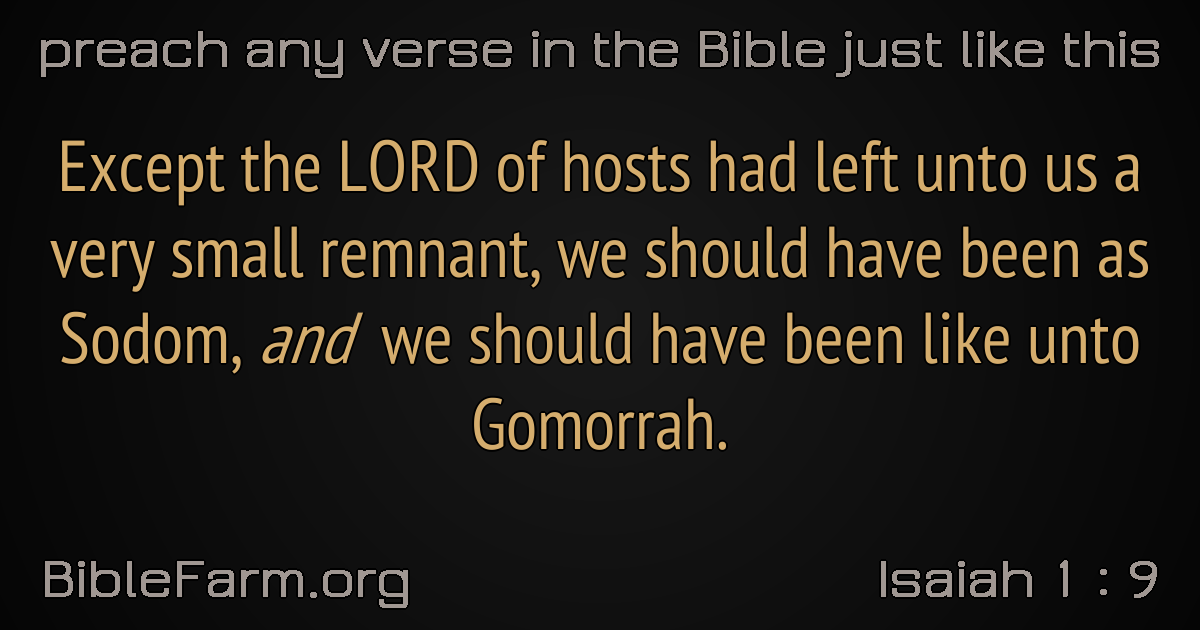 preach any verse in the Bible just like this
Except the LORD of hosts had left unto us a
very small remnant, we should have been as
Sodom, and we should have been like unto
Gomorrah.
BibleFarm.org
Isaiah 1 : 9